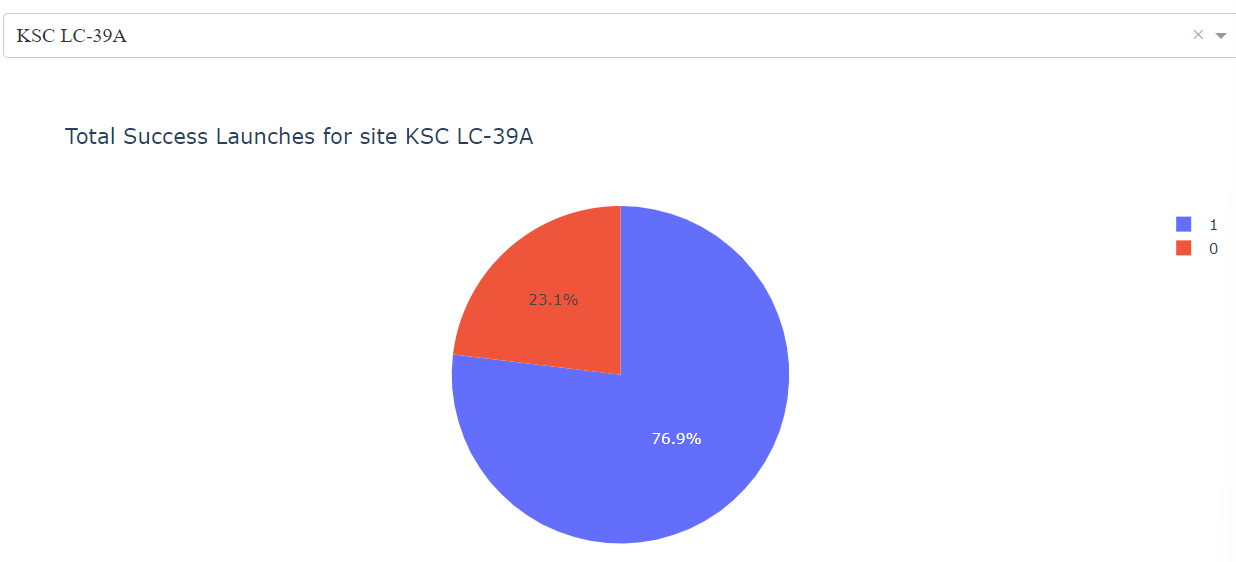 KSC LC-39A
Total Success Launches for site KSC LC-39A
1
0
23.1%
76.9%